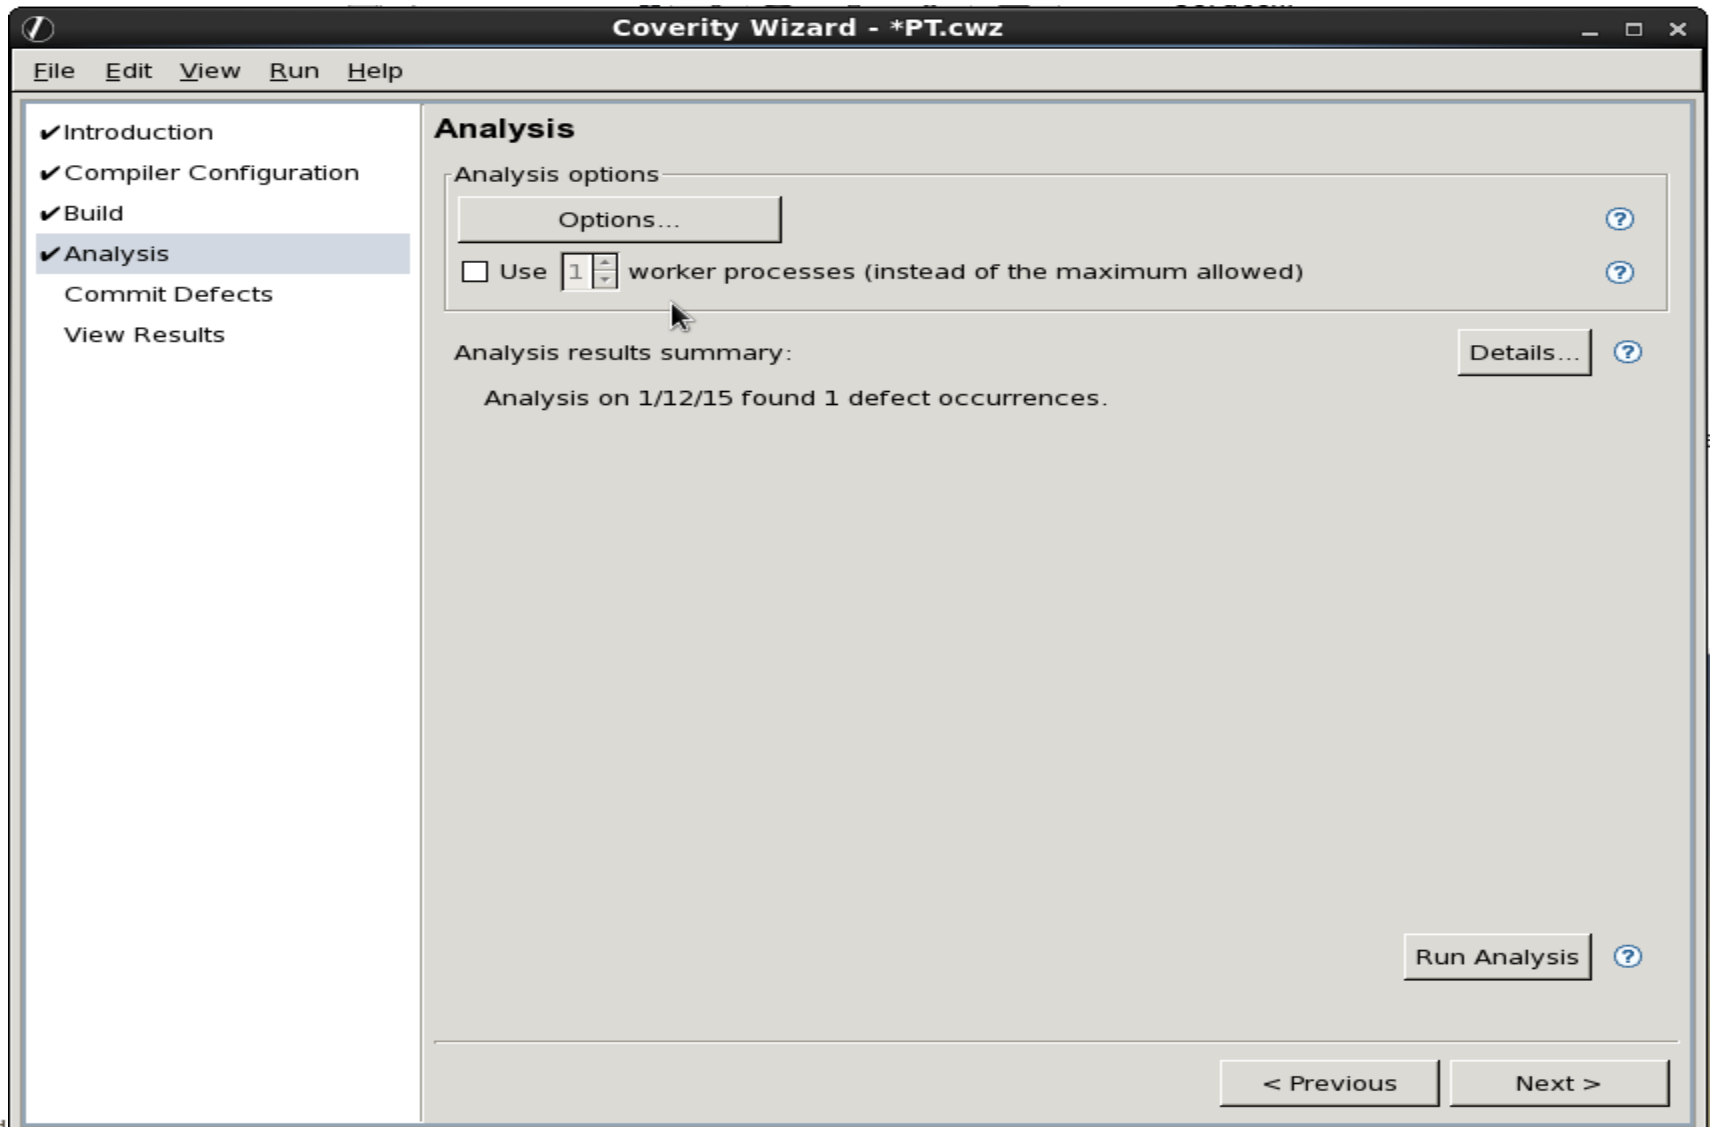 Coverity Wizard - *PT.cwz
File Edit View Run Help
✔Introduction
✔Compiler Configuration
✔Build
✔Analysis
Commit Defects
View Results
Analysis
Analysis options
Options...
Use 1 worker processes (instead of the maximum allowed)
Analysis results summary:
Details...
Analysis on 1/12/15 found 1 defect occurrences.
Run Analysis
< Previous
Next >